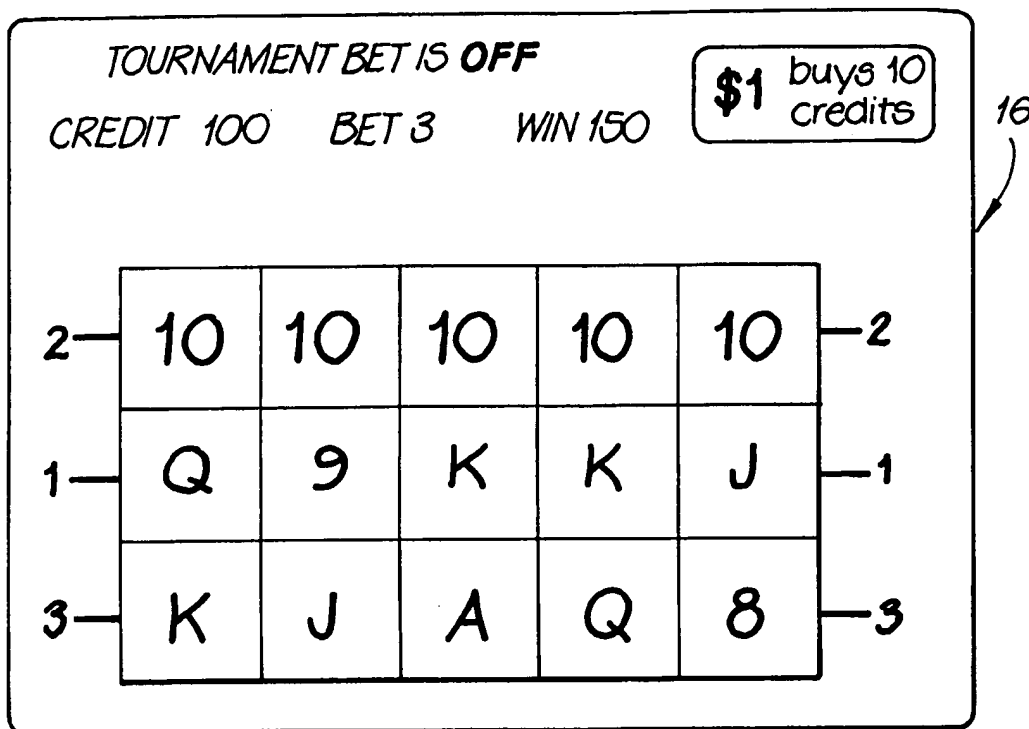 TOURNAMENT BET IS OFF
$1 buys 10
credits
CREDIT 100 BET 3 WIN 150
16
2 10 10 10 10 10 2
1 Q 9 K K J 1
3 K J A Q 8 3